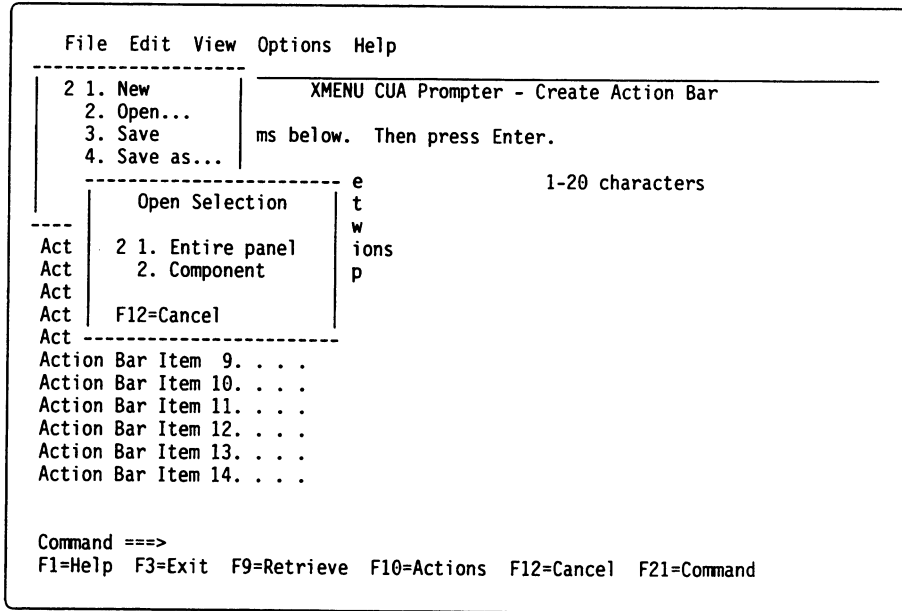 File Edit View Options Help
----------------------
2 1. New XMENU CUA Prompter - Create Action Bar
2. Open...
3. Save ms below. Then press Enter.
4. Save as...
-------------------------- e 1-20 characters
Open Selection t
---- w
Act 2 1. Entire panel ions
Act 2. Component p
Act
Act F12=Cancel
Act -------------------------
Action Bar Item 9. . . .
Action Bar Item 10. . . .
Action Bar Item 11. . . .
Action Bar Item 12. . . .
Action Bar Item 13. . . .
Action Bar Item 14. . . .
Command ===>
F1=Help F3=Exit F9=Retrieve F10=Actions F12=Cancel F21=Command